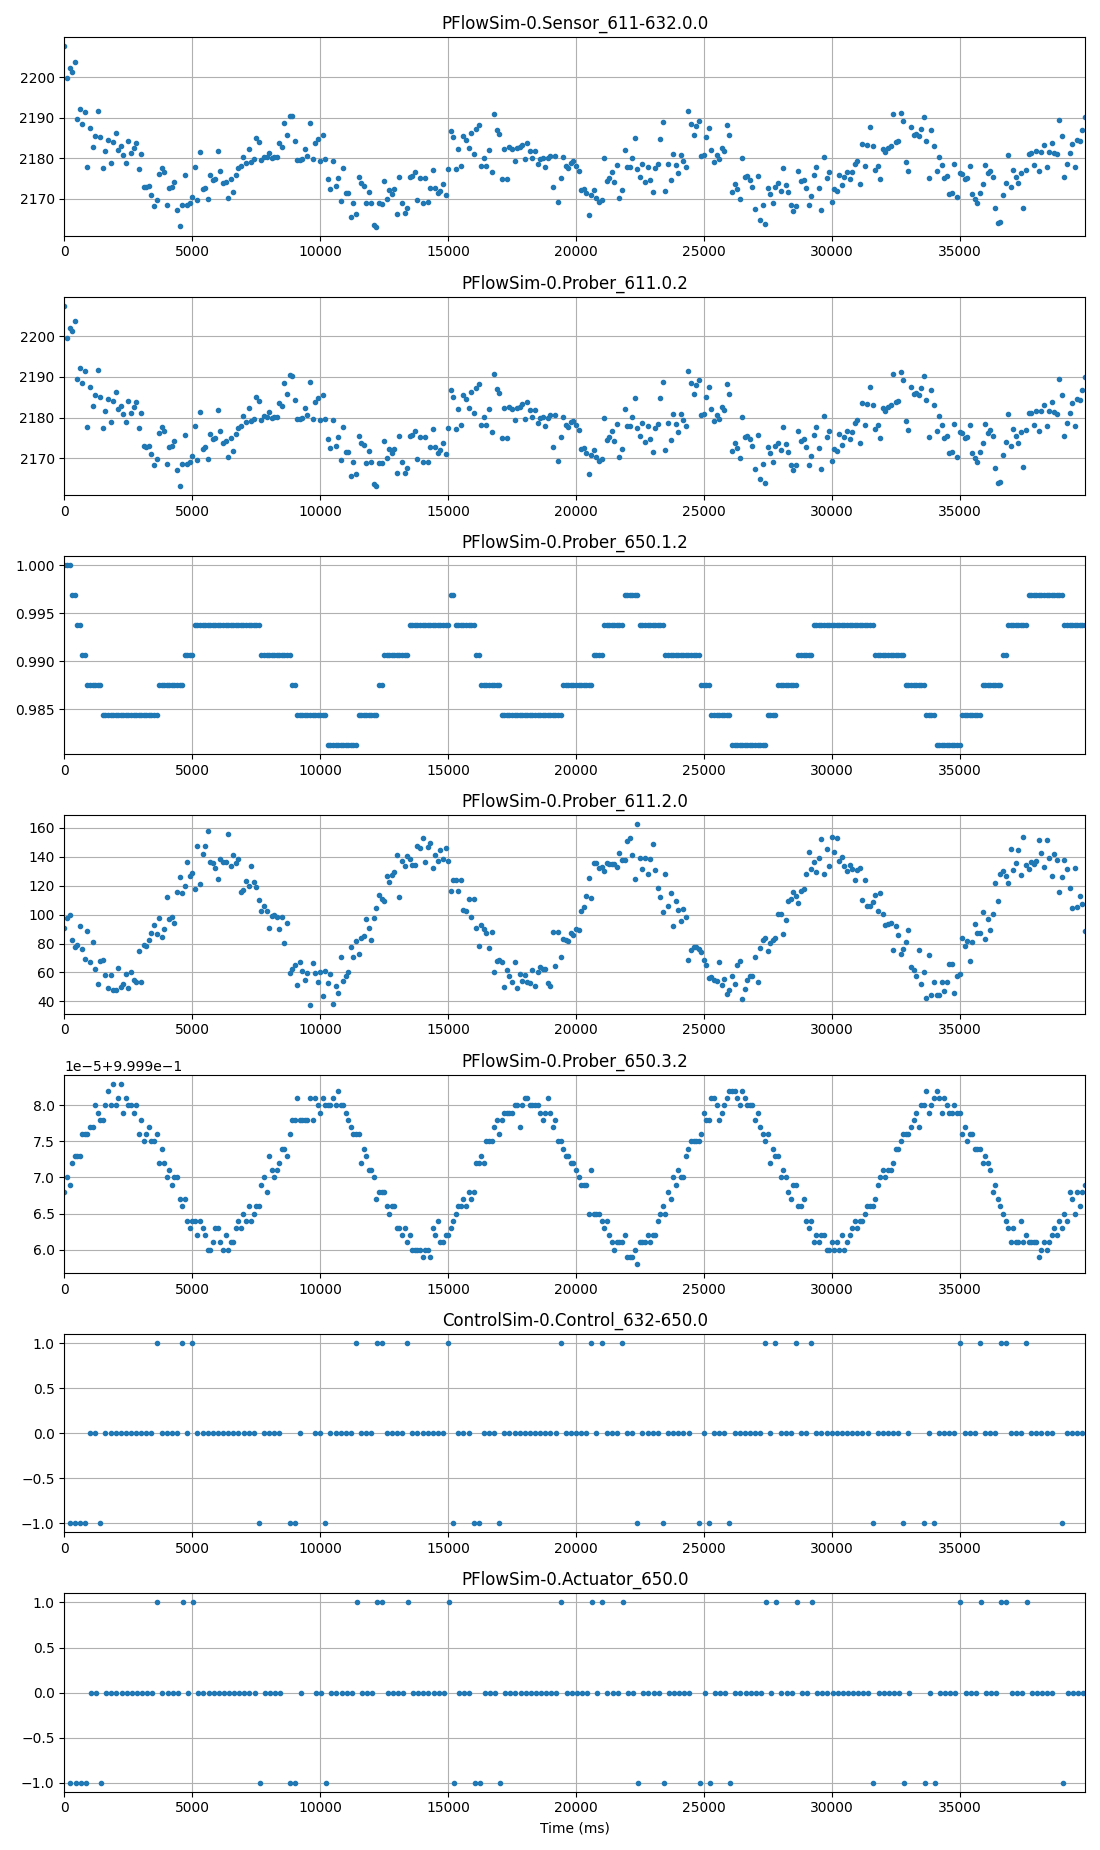 PFlowSim-0.Sensor_611-632.0.0
2200
2190
2180
2170
0 5000 10000 15000 20000 25000 30000 35000
PFlowSim-0.Prober_611.0.2
2200
2190
2180
2170
0 5000 10000 15000 20000 25000 30000 35000
PFlowSim-0.Prober_650.1.2
1.000
0.995
0.990
0.985
0 5000 10000 15000 20000 25000 30000 35000
PFlowSim-0.Prober_611.2.0
160
140
120
100
80
60
40
0 5000 10000 15000 20000 25000 30000 35000
PFlowSim-0.Prober_650.3.2
1e−5+9.999e−1
8.0
7.5
7.0
6.5
6.0
0 5000 10000 15000 20000 25000 30000 35000
ControlSim-0.Control_632-650.0
1.0
0.5
0.0
−0.5
−1.0
0 5000 10000 15000 20000 25000 30000 35000
PFlowSim-0.Actuator_650.0
1.0
0.5
0.0
−0.5
−1.0
0 5000 10000 15000 20000 25000 30000 35000
Time (ms)